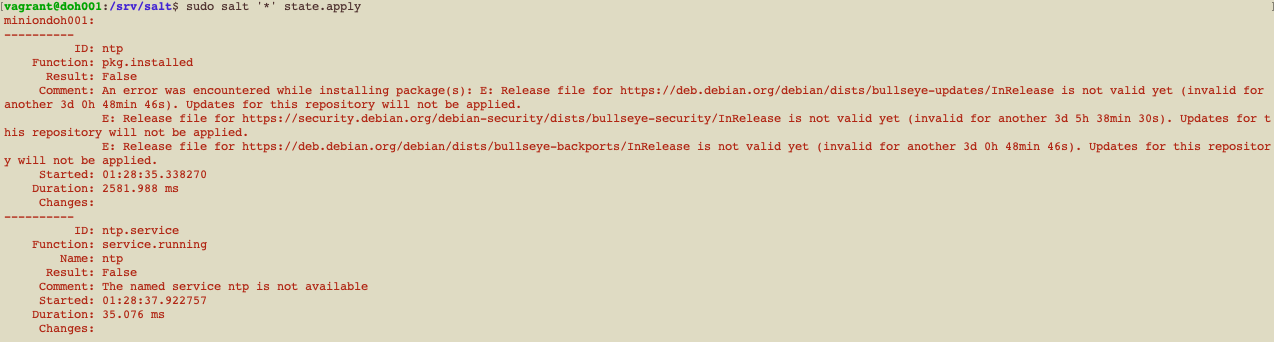 [vagrant@doh001:/srv/salt$ sudo salt '*' state.apply ]
miniondoh001:
----------
          ID: ntp
    Function: pkg.installed
      Result: False
     Comment: An error was encountered while installing package(s): E: Release file for https://deb.debian.org/debian/dists/bullseye-updates/InRelease is not valid yet (invalid for
another 3d 0h 48min 46s). Updates for this repository will not be applied.
              E: Release file for https://security.debian.org/debian-security/dists/bullseye-security/InRelease is not valid yet (invalid for another 3d 5h 38min 30s). Updates for t
his repository will not be applied.
              E: Release file for https://deb.debian.org/debian/dists/bullseye-backports/InRelease is not valid yet (invalid for another 3d 0h 48min 46s). Updates for this repositor
y will not be applied.
     Started: 01:28:35.338270
    Duration: 2581.988 ms
     Changes:
----------
          ID: ntp.service
    Function: service.running
        Name: ntp
      Result: False
     Comment: The named service ntp is not available
     Started: 01:28:37.922757
    Duration: 35.076 ms
     Changes: